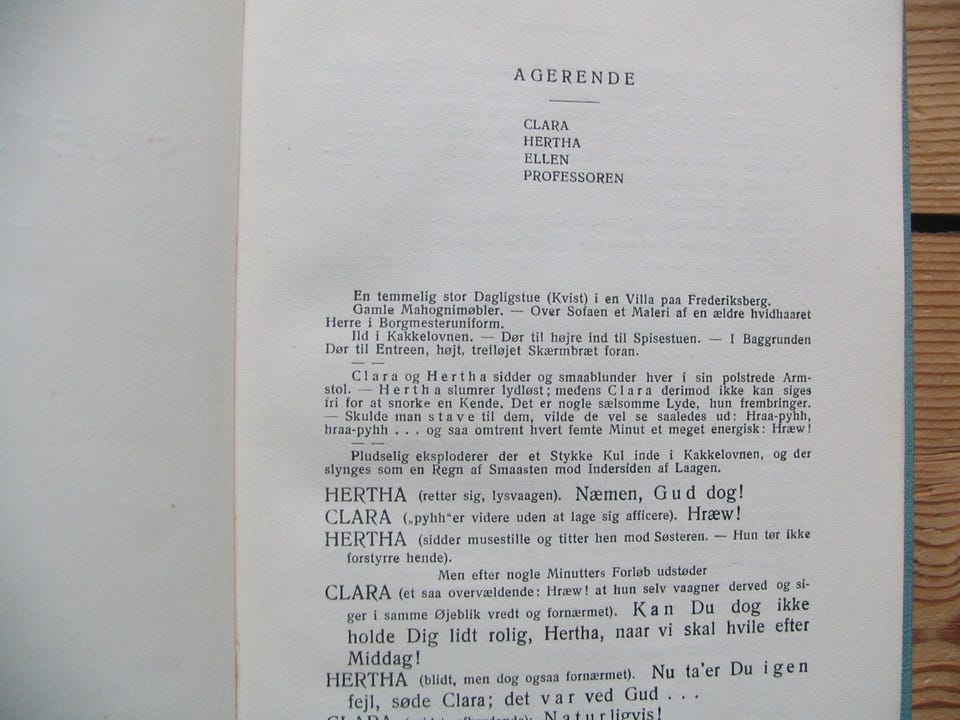 AGERENDE
CLARA
HERTHA
ELLEN
PROFESSOREN
En temmelig stor Dagligstue (Kvist) i en Villa paa Frederiksberg.
Gamle Mahognimøbler. — Over Sofaen et Maleri af en ældre hvidhaaret
Herre i Borgmesteruniform.
Ild i Kakkelovnen. — Dør til højre ind til Spisestuen. — I Baggrunden
Dør til Entreen, højt, trefløjet Skærmbræt foran.
— —
Clara og Hertha sidder og smaablunder hver i sin polstrede Arm-
stol. — Hertha slumrer lydløst; medens Clara derimod ikke kan siges
fri for at snorke en Kende. Det er nogle sælsomme Lyde, hun frembringer.
— Skulde man stave til dem, vilde de vel se saaledes ud: Hraa-pyhh,
hraa-pyhh . . . og saa omtrent hvert femte Minut et meget energisk: Hræw!
— —
Pludselig eksploderer der et Stykke Kul inde i Kakkelovnen, og der
slynges som en Regn af Smaasten mod Indersiden af Laagen.
HERTHA (retter sig, lysvaagen). Næmen, Gud dog!
CLARA („pyhh“er videre uden at lage sig afficere). Hræw!
HERTHA (sidder musestille og titter hen mod Søsteren. — Hun tør ikke
forstyrre hende).
Men efter nogle Minutters Forløb udstøder
CLARA (et saa overvældende: Hræw! at hun selv vaagner derved og si-
ger i samme Øjeblik vredt og fornærmet). Kan Du dog ikke
holde Dig lidt rolig, Hertha, naar vi skal hvile efter
Middag!
HERTHA (blidt, men dog ogsaa fornærmet). Nu ta'er Du igen
fejl, søde Clara; det var ved Gud . . .
CLARA Naturligvis!